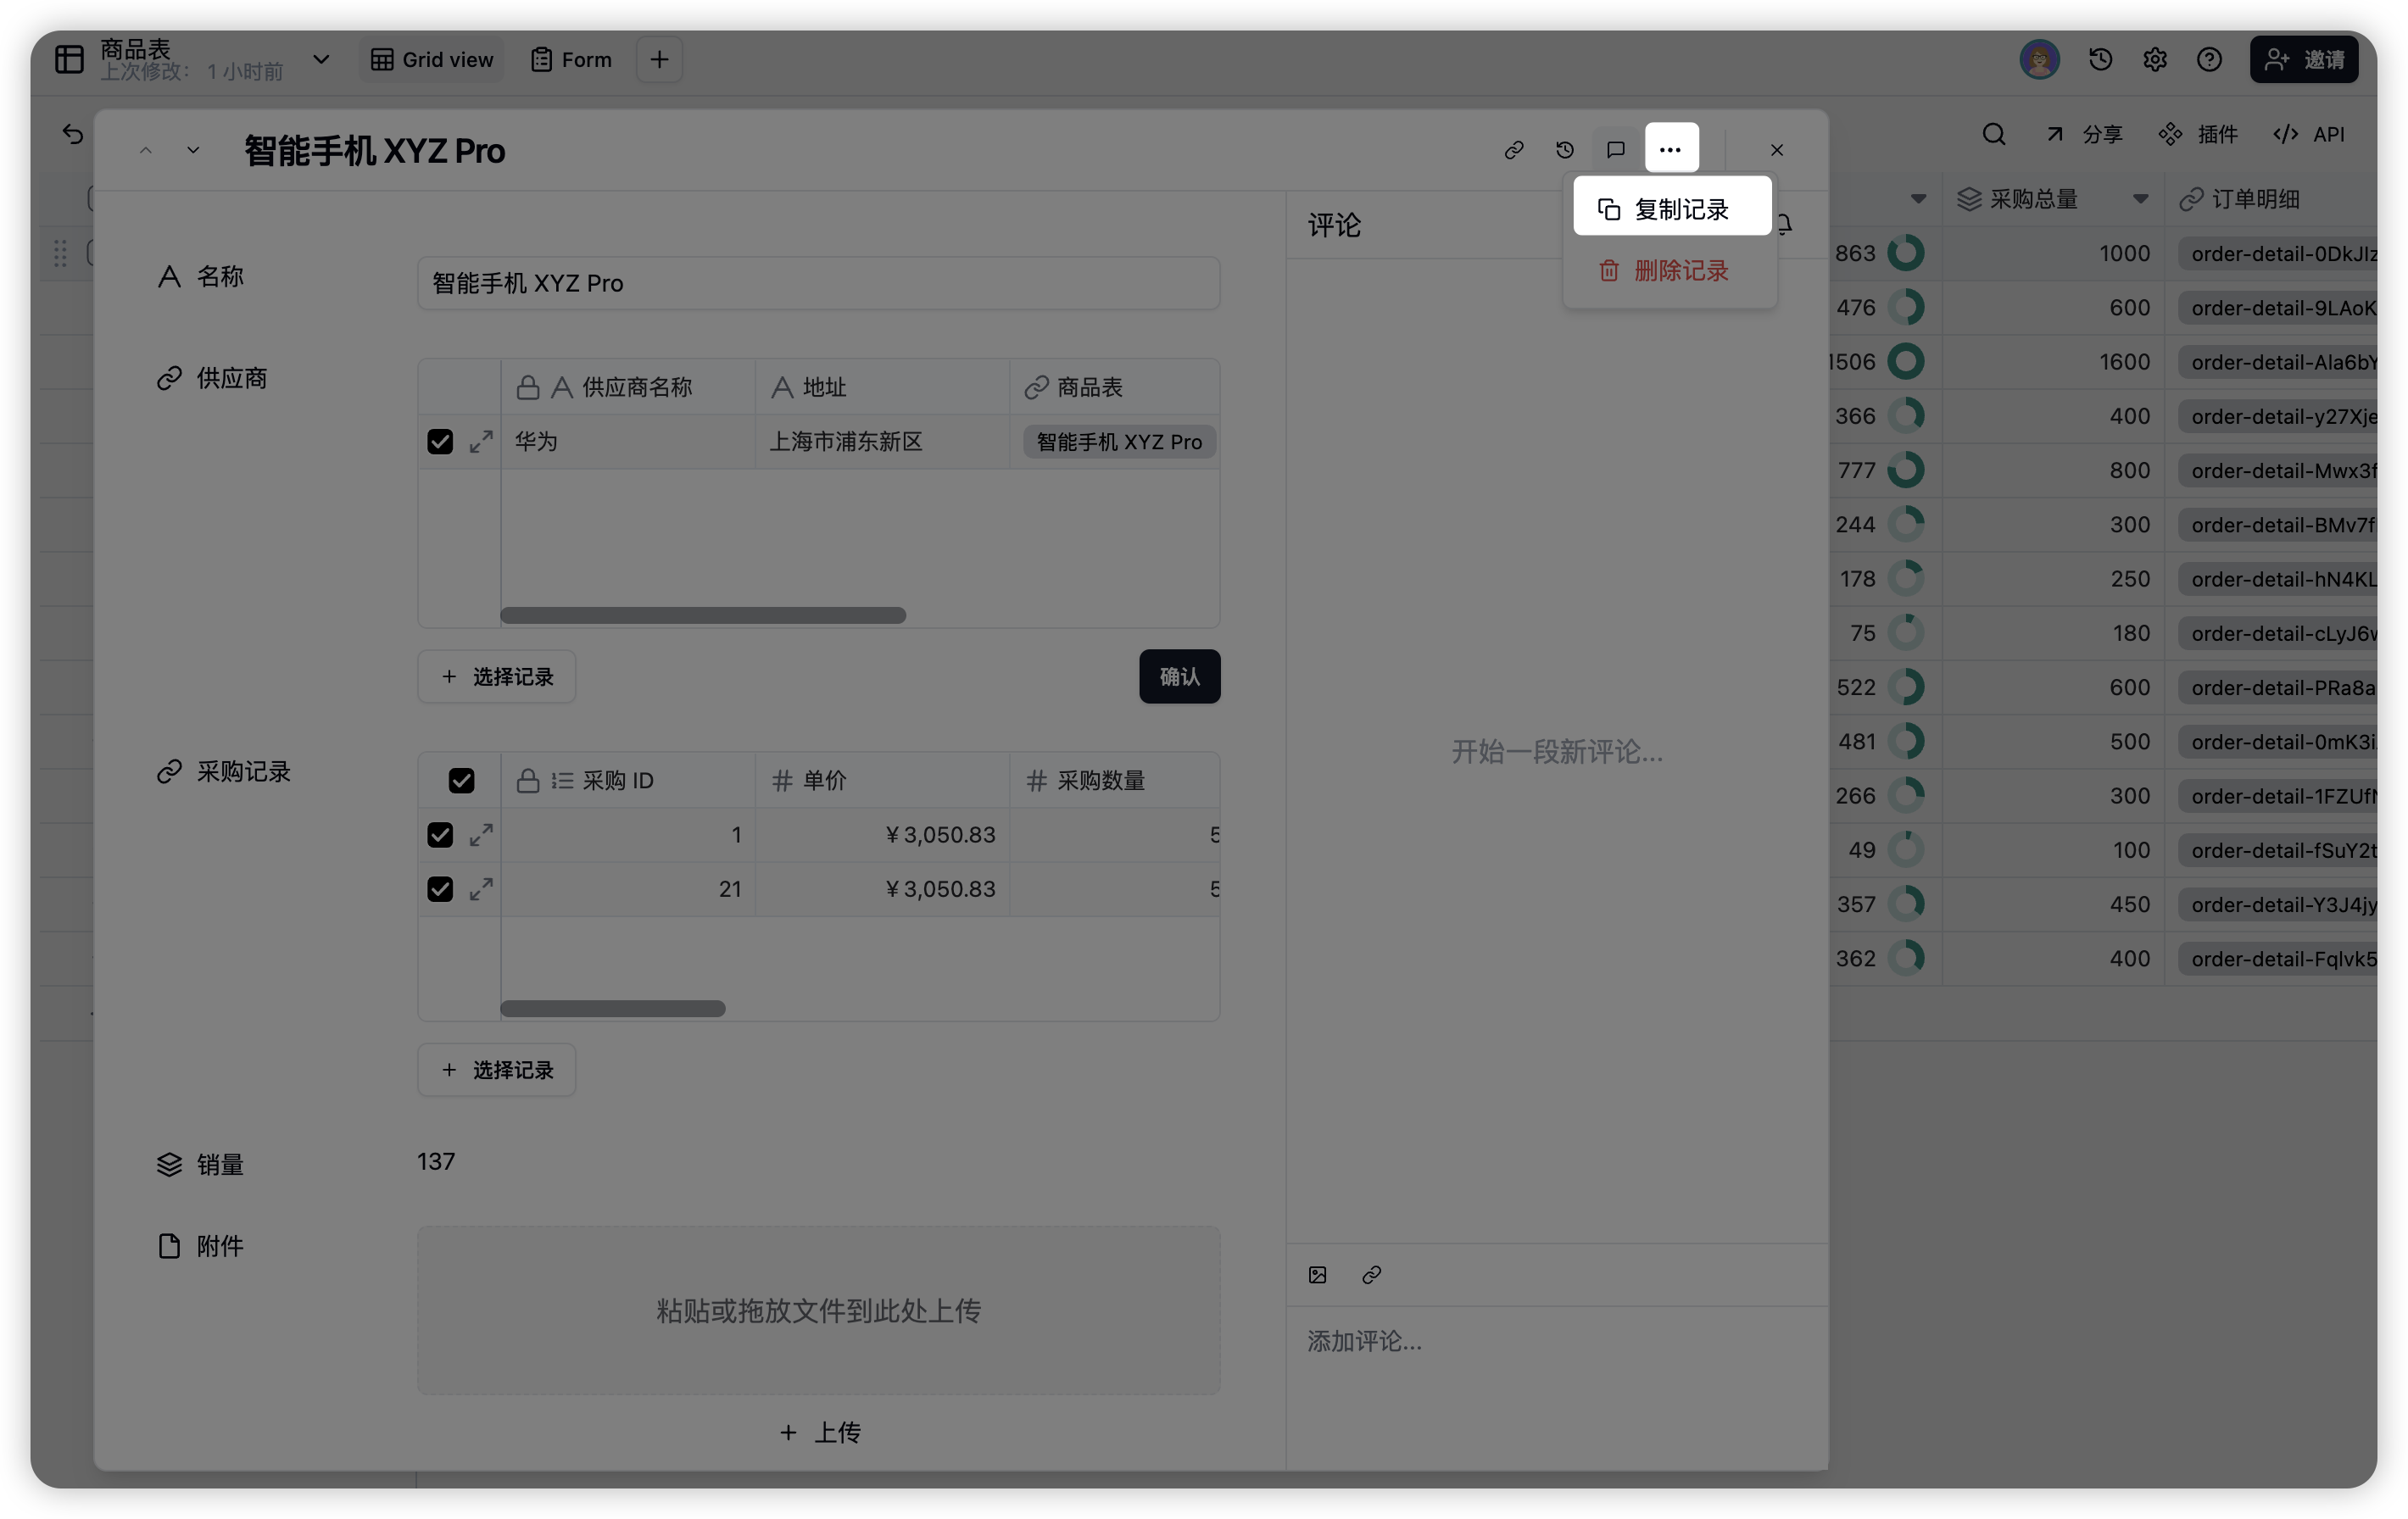 商品表
上次修改： 1 小时前
Grid view
Form
邀请
智能手机 XYZ Pro
分享
插件
API
复制记录
删除记录
评论
采购总量
订单明细
名称
智能手机 XYZ Pro
供应商
供应商名称
地址
商品表
华为
上海市浦东新区
智能手机 XYZ Pro
选择记录
确认
采购记录
采购 ID
单价
采购数量
1
¥ 3,050.83
5
21
¥ 3,050.83
5
选择记录
销量
137
附件
粘贴或拖放文件到此处上传
上传
开始一段新评论...
添加评论...
863
1000
order-detail-0DkJIz
476
600
order-detail-9LAoK
1506
1600
order-detail-Ala6bY
366
400
order-detail-y27Xje
777
800
order-detail-Mwx3f
244
300
order-detail-BMv7f
178
250
order-detail-hN4KL
75
180
order-detail-cLyJ6w
522
600
order-detail-PRa8a
481
500
order-detail-0mK3i
266
300
order-detail-1FZUfN
49
100
order-detail-fSuY2t
357
450
order-detail-Y3J4jy
362
400
order-detail-Fqlvk5